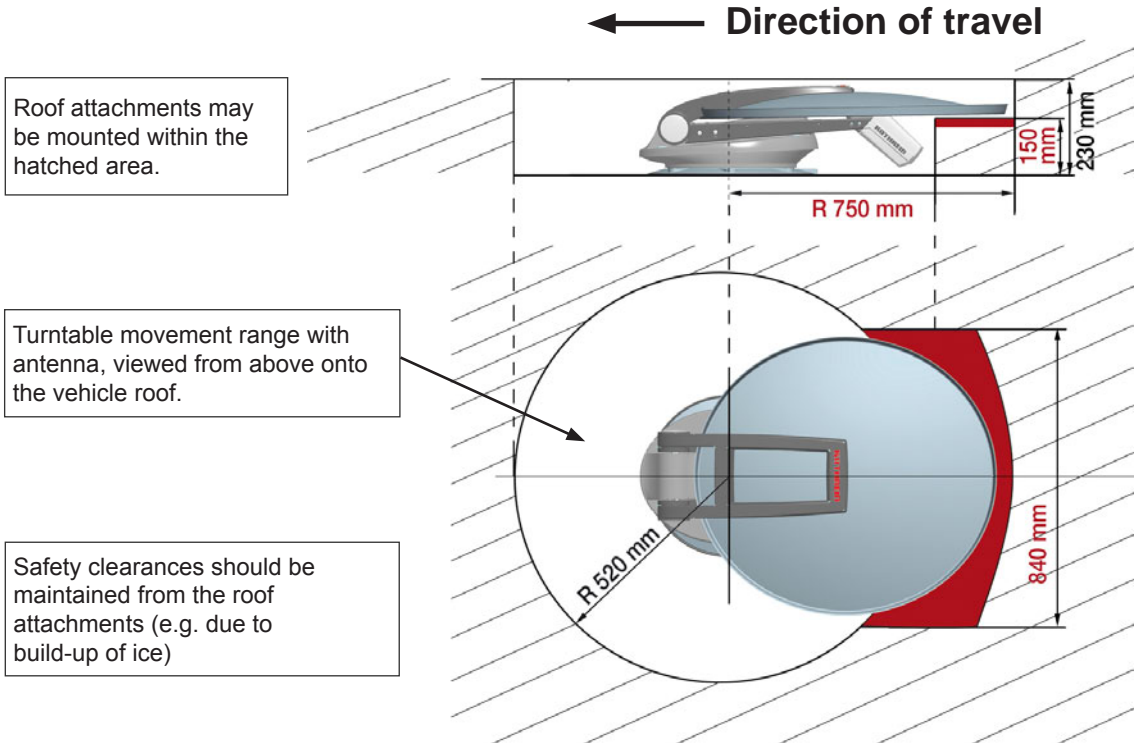 Direction of travel
Roof attachments may
be mounted within the
hatched area.
150
mm
230 mm
R 750 mm
Turntable movement range with
antenna, viewed from above onto
the vehicle roof.
R 520 mm
840 mm
Safety clearances should be
maintained from the roof
attachments (e.g. due to
build-up of ice)